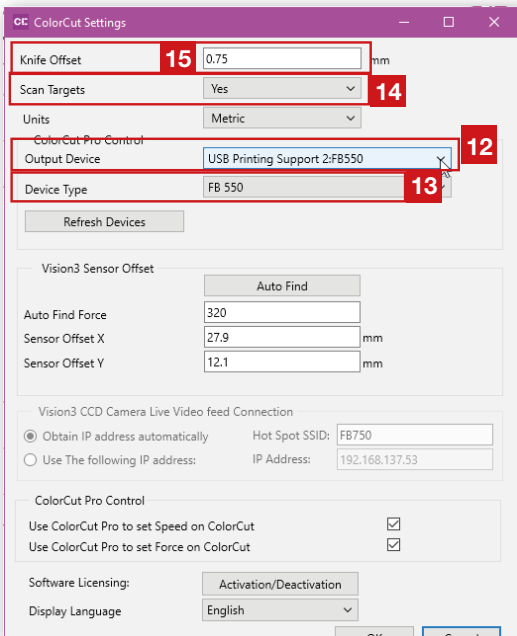 CC ColorCut Settings
Knife Offset 15 0.75 mm
Scan Targets Yes 14
Units Metric
ColorCut Pro Control
12
Output Device USB Printing Support 2:FB550
Device Type FB 550 13
Refresh Devices
Vision3 Sensor Offset
Auto Find
Auto Find Force 320
Sensor Offset X 27.9 mm
Sensor Offset Y 12.1 mm
Vision3 CCD Camera Live Video feed Connection
Obtain IP address automatically Hot Spot SSID: FB750
Use The following IP address: IP Address: 192.168.137.53
ColorCut Pro Control
Use ColorCut Pro to set Speed on ColorCut
Use ColorCut Pro to set Force on ColorCut
Software Licensing: Activation/Deactivation
Display Language English